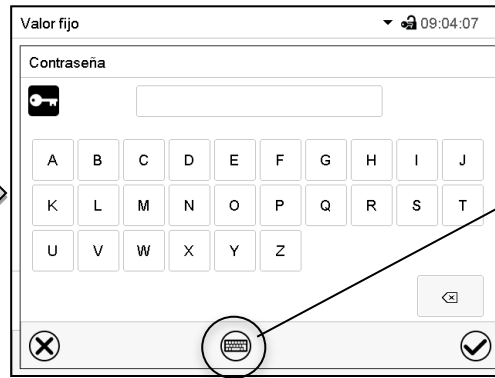 Valor fijo 09:04:07
Contraseña
A B C D E F G H I J
K L M N O P Q R S T
U V W X Y Z